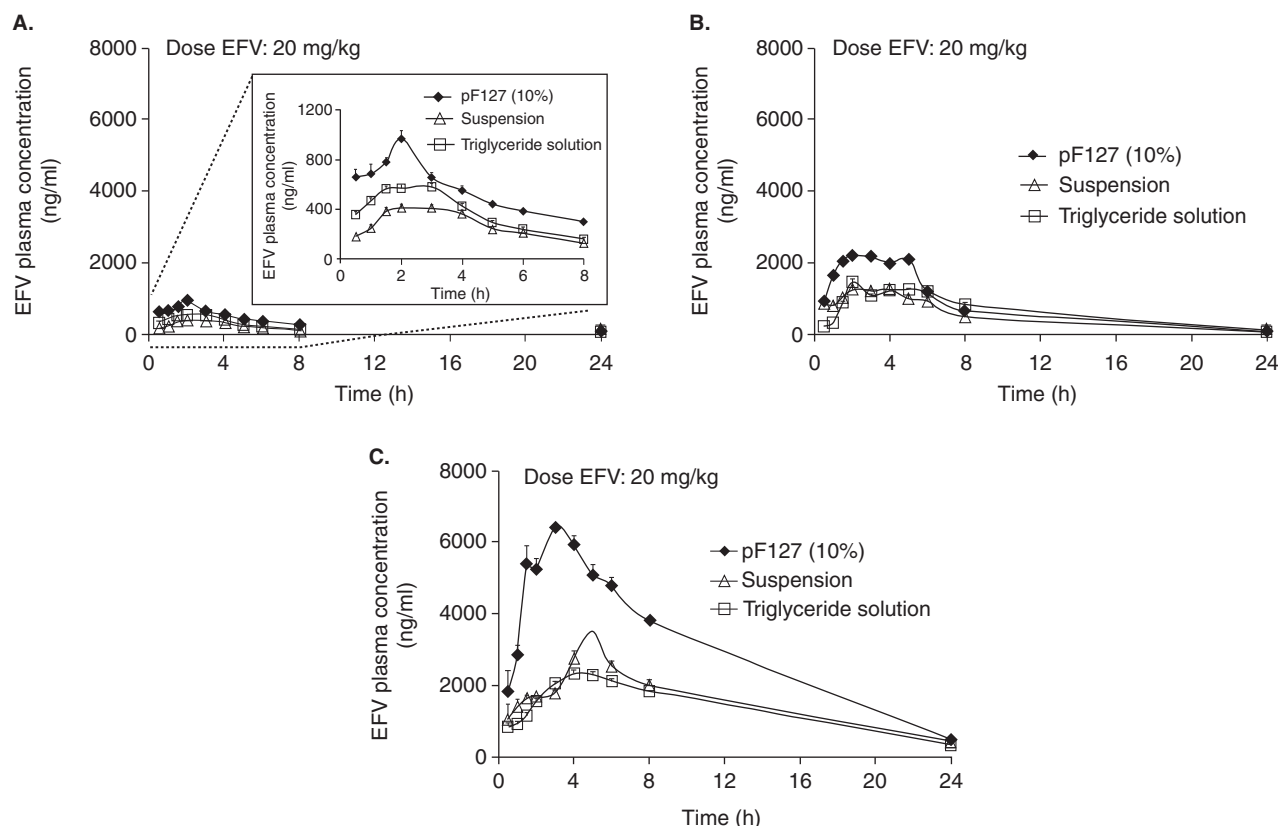 A.
8000
6000
4000
2000
0
EFV plasma concentration
(ng/ml)
Dose EFV: 20 mg/kg
1200
800
400
0
EFV plasma concentration
(ng/ml)
pF127 (10%)
Suspension
Triglyceride solution
0 2 4 6 8
Time (h)
0 4 8 12 16 20 24
Time (h)
B.
8000
6000
4000
2000
0
EFV plasma concentration
(ng/ml)
Dose EFV: 20 mg/kg
pF127 (10%)
Suspension
Triglyceride solution
0 4 8 12 16 20 24
Time (h)
C.
8000
6000
4000
2000
0
EFV plasma concentration
(ng/ml)
Dose EFV: 20 mg/kg
pF127 (10%)
Suspension
Triglyceride solution
0 4 8 12 16 20 24
Time (h)